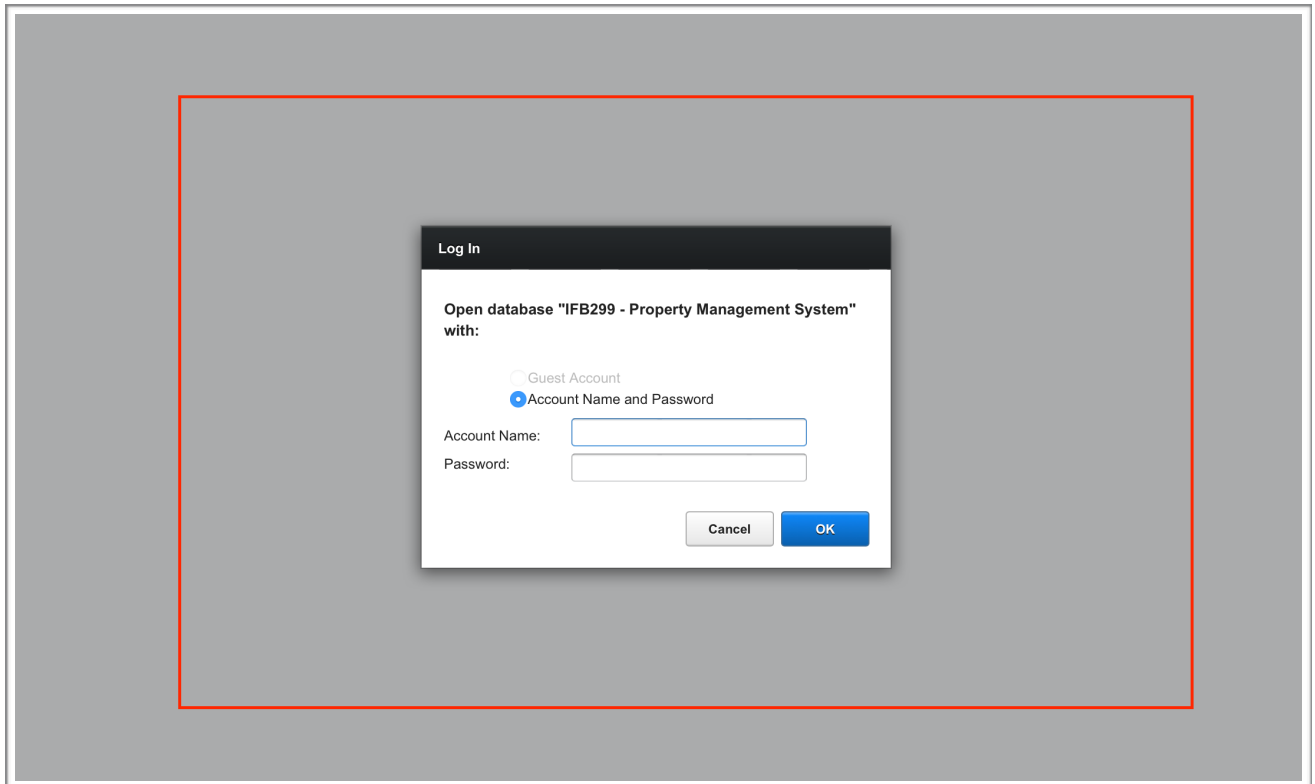 Log In
Open database "IFB299 - Property Management System"
with:
Guest Account
Account Name and Password
Account Name:
Password:
Cancel
OK